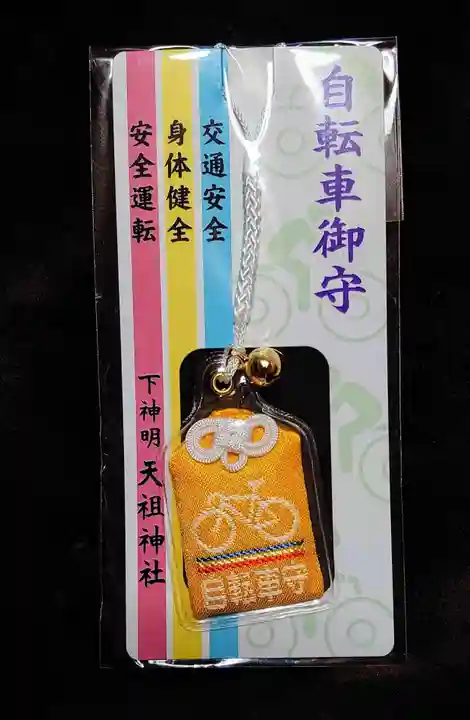 自転車御守
交通安全
身体健全
安全運転
下神明天祖神社
自転車守